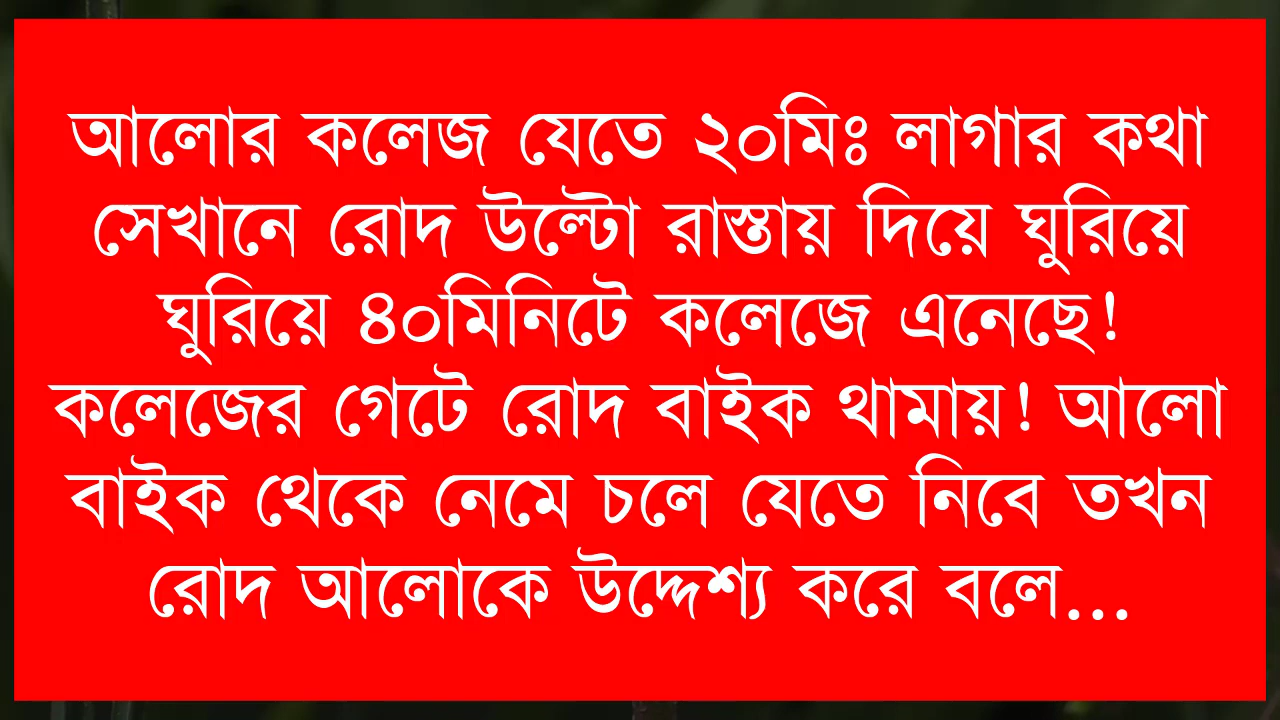 আলোর কলেজ যেতে ২০মিঃ লাগার কথা
সেখানে রোদ উল্টো রাস্তায় দিয়ে ঘুরিয়ে
ঘুরিয়ে ৪০মিনিটে কলেজে এনেছে!
কলেজের গেটে রোদ বাইক থামায়! আলো
বাইক থেকে নেমে চলে যেতে নিবে তখন
রোদ আলোকে উদ্দেশ্য করে বলে...